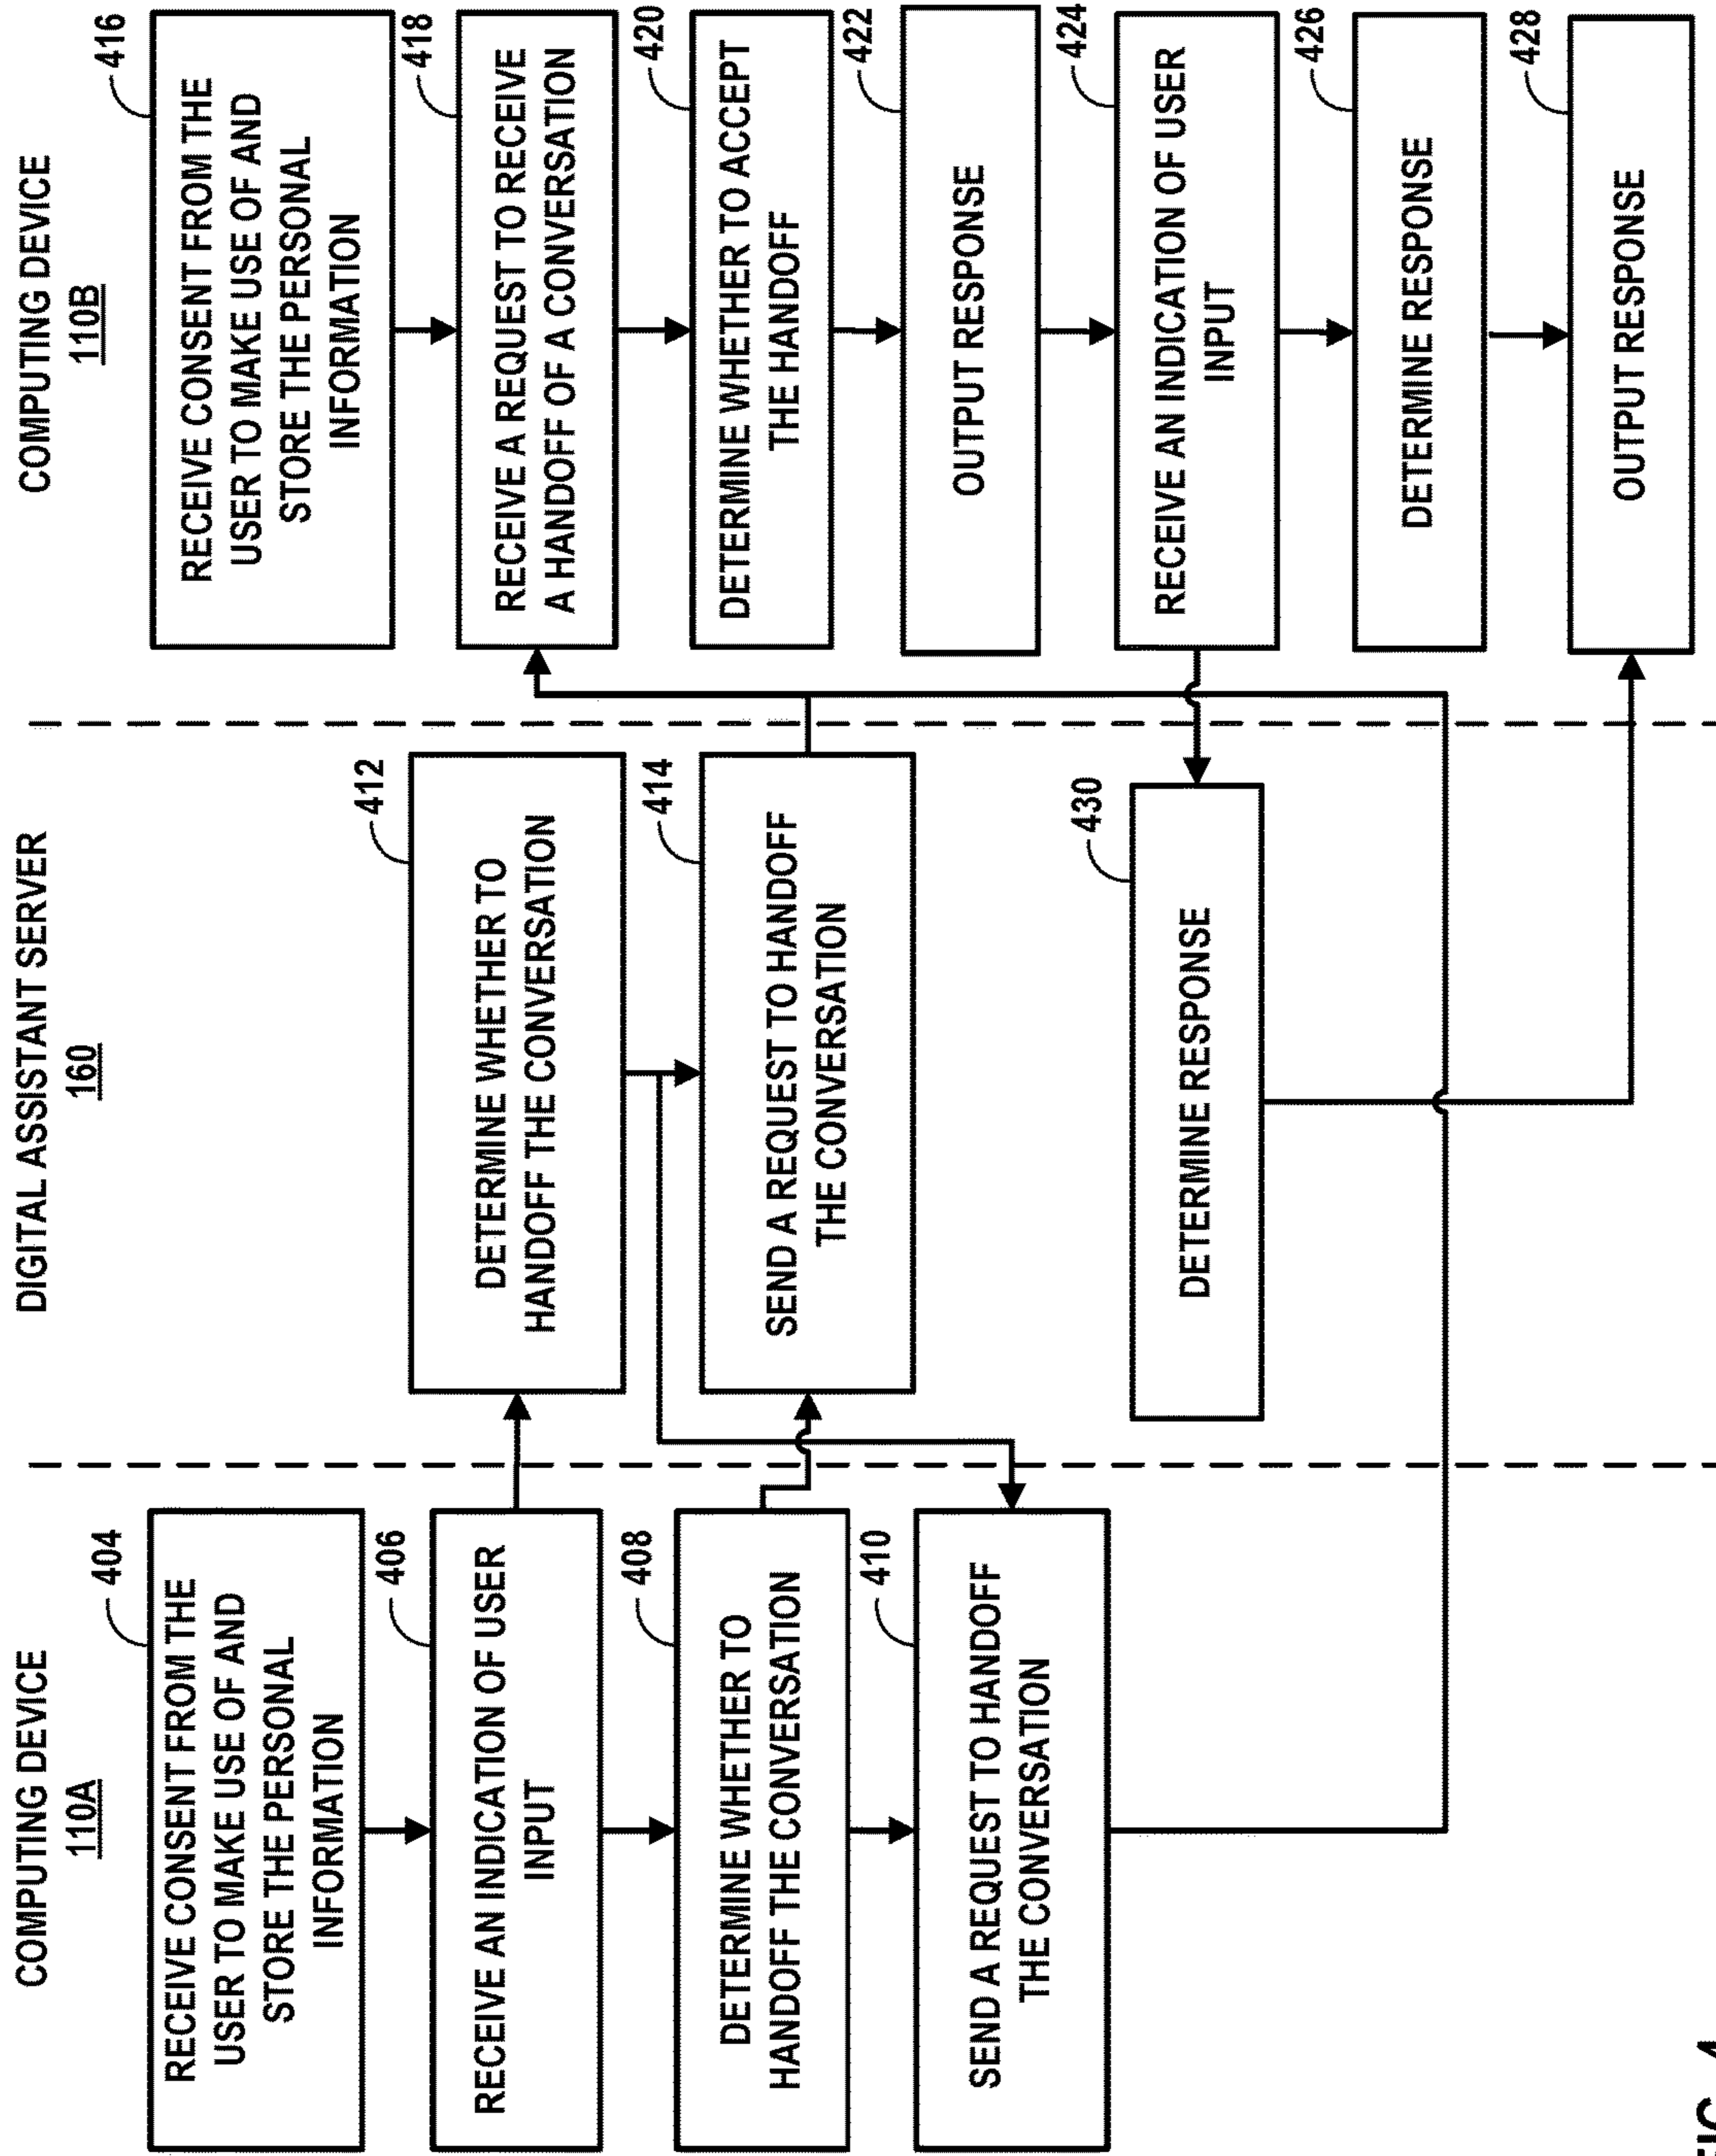 COMPUTING DEVICE
110A
404
RECEIVE CONSENT FROM THE
USER TO MAKE USE OF AND
STORE THE PERSONAL
INFORMATION
406
RECEIVE AN INDICATION OF USER
INPUT
408
DETERMINE WHETHER TO
HANDOFF THE CONVERSATION
410
SEND A REQUEST TO HANDOFF
THE CONVERSATION
DIGITAL ASSISTANT SERVER
160
412
DETERMINE WHETHER TO
HANDOFF THE CONVERSATION
414
SEND A REQUEST TO HANDOFF
THE CONVERSATION
430
DETERMINE RESPONSE
COMPUTING DEVICE
110B
416
RECEIVE CONSENT FROM THE
USER TO MAKE USE OF AND
STORE THE PERSONAL
INFORMATION
418
RECEIVE A REQUEST TO RECEIVE
A HANDOFF OF A CONVERSATION
420
DETERMINE WHETHER TO ACCEPT
THE HANDOFF
422
OUTPUT RESPONSE
424
RECEIVE AN INDICATION OF USER
INPUT
426
DETERMINE RESPONSE
428
OUTPUT RESPONSE
FIG. 4